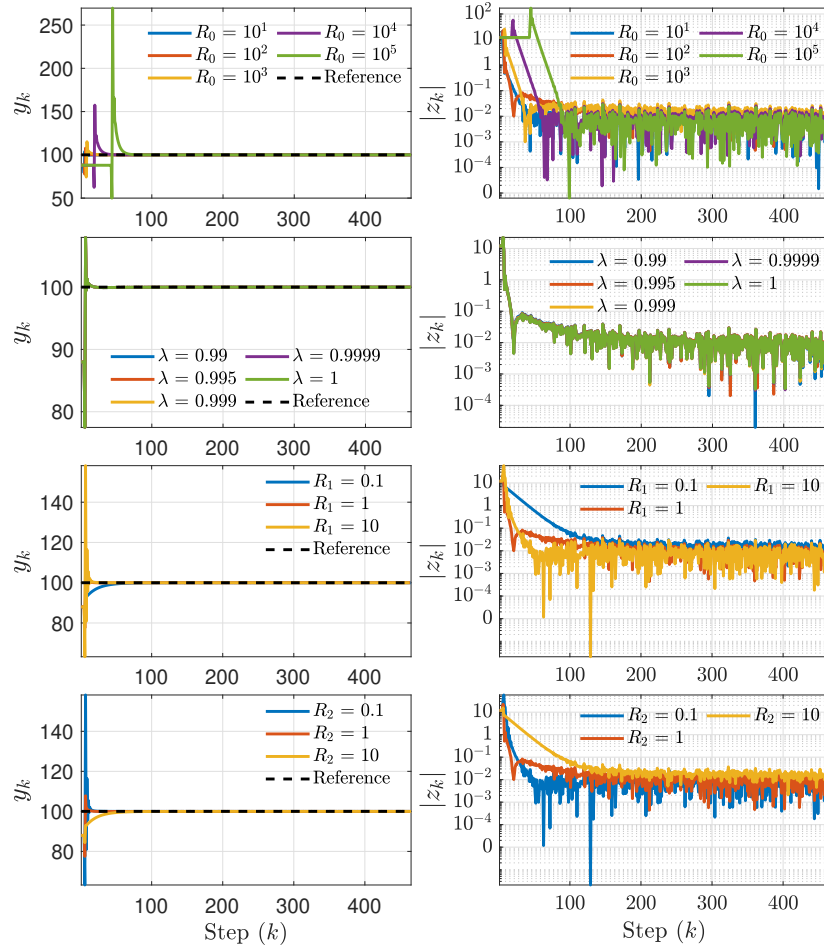 250
200
150
100
50
y_k
R_0 = 10^1
R_0 = 10^2
R_0 = 10^3
R_0 = 10^4
R_0 = 10^5
Reference
100
200
300
400
10^2
10^1
10
1
10^-1
10^-2
10^-3
10^-4
0
|z_k|
R_0 = 10^1
R_0 = 10^2
R_0 = 10^3
R_0 = 10^4
R_0 = 10^5
100
200
300
400
100
90
80
y_k
λ = 0.99
λ = 0.995
λ = 0.999
λ = 0.9999
λ = 1
Reference
100
200
300
400
10
1
10^-1
10^-2
10^-3
10^-4
|z_k|
λ = 0.99
λ = 0.995
λ = 0.999
λ = 0.9999
λ = 1
100
200
300
400
140
120
100
80
y_k
R_1 = 0.1
R_1 = 1
R_1 = 10
Reference
100
200
300
400
10
1
10^-1
10^-2
10^-3
0
|z_k|
R_1 = 0.1
R_1 = 1
R_1 = 10
100
200
300
400
140
120
100
80
y_k
R_2 = 0.1
R_2 = 1
R_2 = 10
Reference
100
200
300
400
Step (k)
10
1
10^-1
10^-2
10^-3
0
|z_k|
R_2 = 0.1
R_2 = 1
R_2 = 10
100
200
300
400
Step (k)